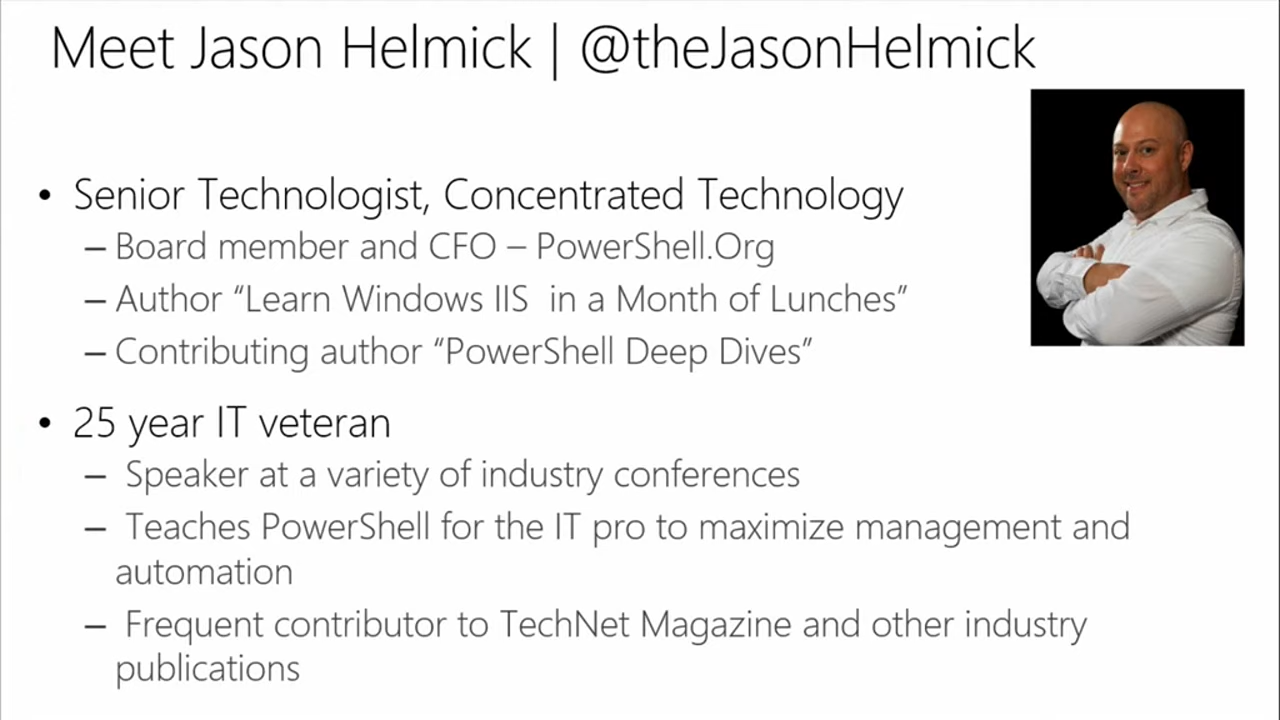 Meet Jason Helmick | @theJasonHelmick
• Senior Technologist, Concentrated Technology
– Board member and CFO – PowerShell.Org
– Author “Learn Windows IIS  in a Month of Lunches”
– Contributing author “PowerShell Deep Dives”
• 25 year IT veteran
– Speaker at a variety of industry conferences
– Teaches PowerShell for the IT pro to maximize management and
automation
– Frequent contributor to TechNet Magazine and other industry
publications